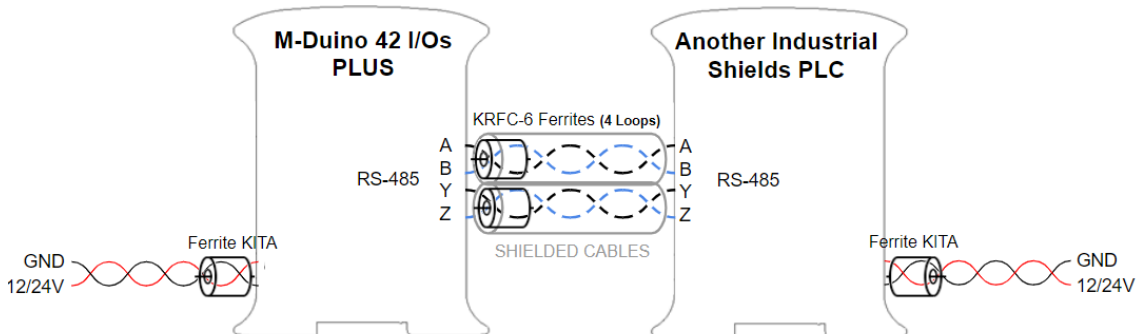 M-Duino 42 I/Os
PLUS
Another Industrial
Shields PLC
KRFC-6 Ferrites (4 Loops)
A
B
Y
Z
RS-485
A
B
Y
Z
RS-485
SHIELDED CABLES
Ferrite KITA
GND
12/24V
Ferrite KITA
GND
12/24V